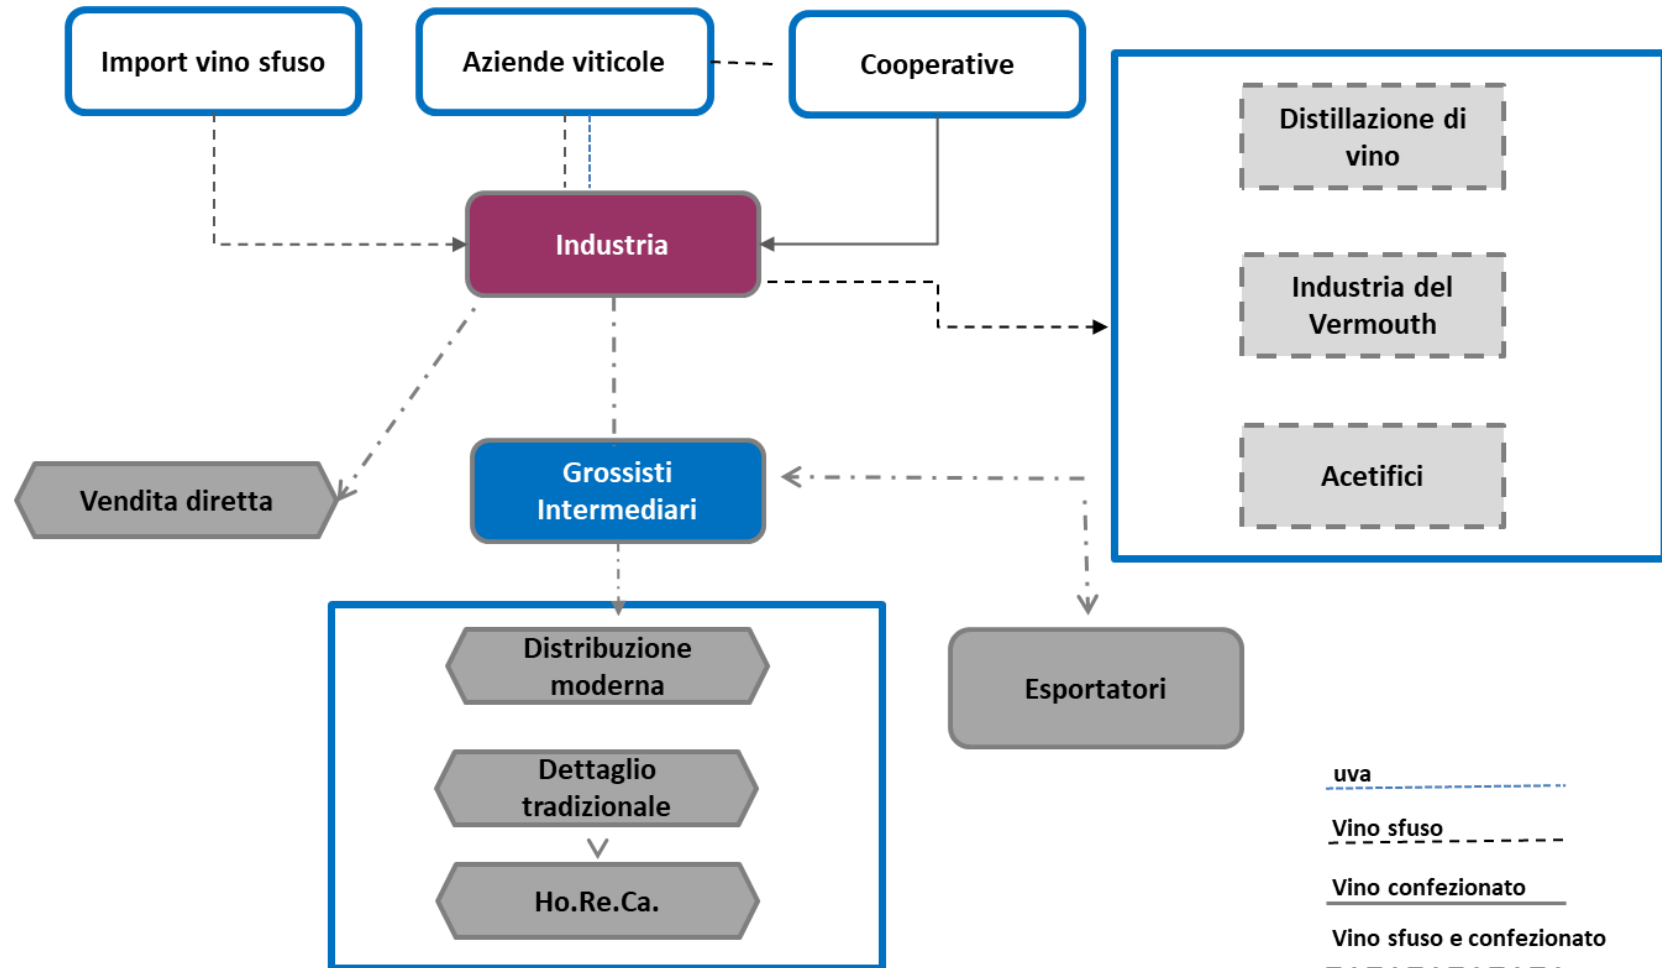 Import vino sfuso
Aziende viticole
Cooperative
Distillazione di
vino
Industria
Industria del
Vermouth
Grossisti
Intermediari
Vendita diretta
Acetifici
Distribuzione
moderna
Esportatori
Dettaglio
tradizionale
Ho.Re.Ca.
uva
Vino sfuso
Vino confezionato
Vino sfuso e confezionato